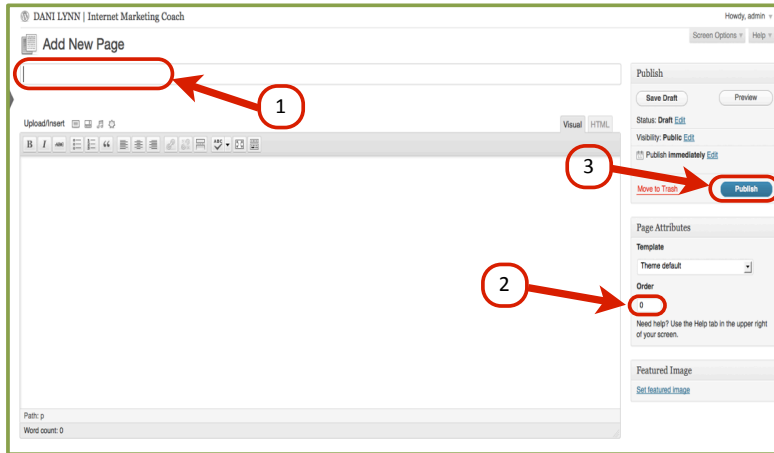 DANI LYNN | Internet Marketing Coach
Howdy, admin
Screen Options
Help
Add New Page
1
Upload/Insert
Visual
HTML
B I ABC
ABC
Publish
Save Draft
Preview
Status: Draft Edit
Visibility: Public Edit
Publish immediately Edit
3
Move to Trash
Publish
Page Attributes
Template
Theme default
2
Order
0
Need help? Use the Help tab in the upper right
of your screen.
Featured Image
Set featured image
Path: p
Word count: 0